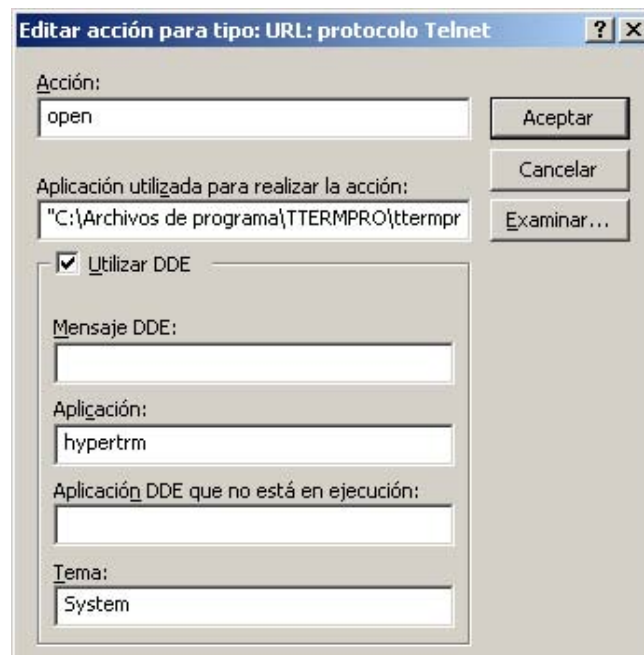 Editar acción para tipo: URL: protocolo Telnet
Acción:
open
Aceptar
Cancelar
Aplicación utilizada para realizar la acción:
"C:\Archivos de programa\TTERMPRO\ttermpr
Examinar...
Utilizar DDE
Mensaje DDE:
Aplicación:
hypertrm
Aplicación DDE que no está en ejecución:
Tema:
System